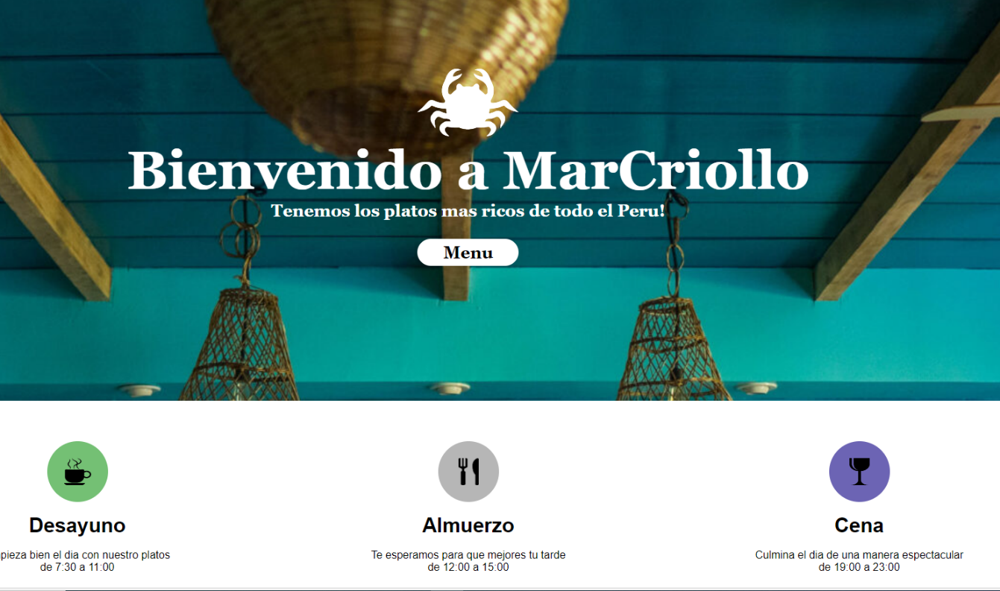 Bienvenido a MarCriollo
Tenemos los platos mas ricos de todo el Peru!
Menu
Desayuno
bien el dia con nuestro platos
de 7:30 a 11:00
Almuerzo
Te esperamos para que mejores tu tarde
de 12:00 a 15:00
Cena
Culmina el dia de una manera espectacular
de 19:00 a 23:00